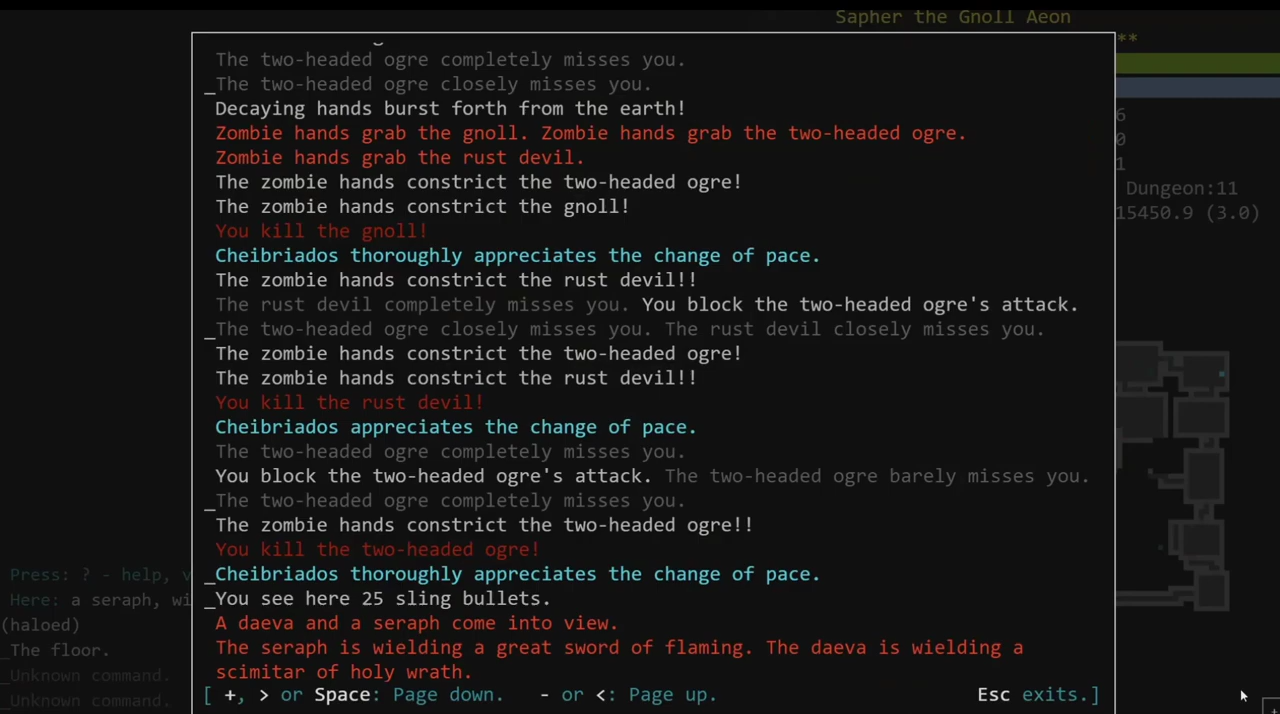 Sapher the Gnoll Aeon
**
The two-headed ogre completely misses you.
_The two-headed ogre closely misses you.
Decaying hands burst forth from the earth!
Zombie hands grab the gnoll. Zombie hands grab the two-headed ogre.
Zombie hands grab the rust devil.
The zombie hands constrict the two-headed ogre!
The zombie hands constrict the gnoll!
You kill the gnoll!
Cheibriados thoroughly appreciates the change of pace.
The zombie hands constrict the rust devil!!
The rust devil completely misses you. You block the two-headed ogre's attack.
_The two-headed ogre closely misses you. The rust devil closely misses you.
The zombie hands constrict the two-headed ogre!
The zombie hands constrict the rust devil!!
You kill the rust devil!
Cheibriados appreciates the change of pace.
The two-headed ogre completely misses you.
You block the two-headed ogre's attack. The two-headed ogre barely misses you.
_The two-headed ogre completely misses you.
The zombie hands constrict the two-headed ogre!!
You kill the two-headed ogre!
_Cheibriados thoroughly appreciates the change of pace.
_You see here 25 sling bullets.
A daeva and a seraph come into view.
The seraph is wielding a great sword of flaming. The daeva is wielding a
scimitar of holy wrath.
[ +, > or Space: Page down.   - or <: Page up.   Esc exits.]
6
0
1
Dungeon:11
15450.9 (3.0)
Press: ? - help, v
Here: a seraph, wi
(haloed)
_The floor.
_Unknown command.
_Unknown command.